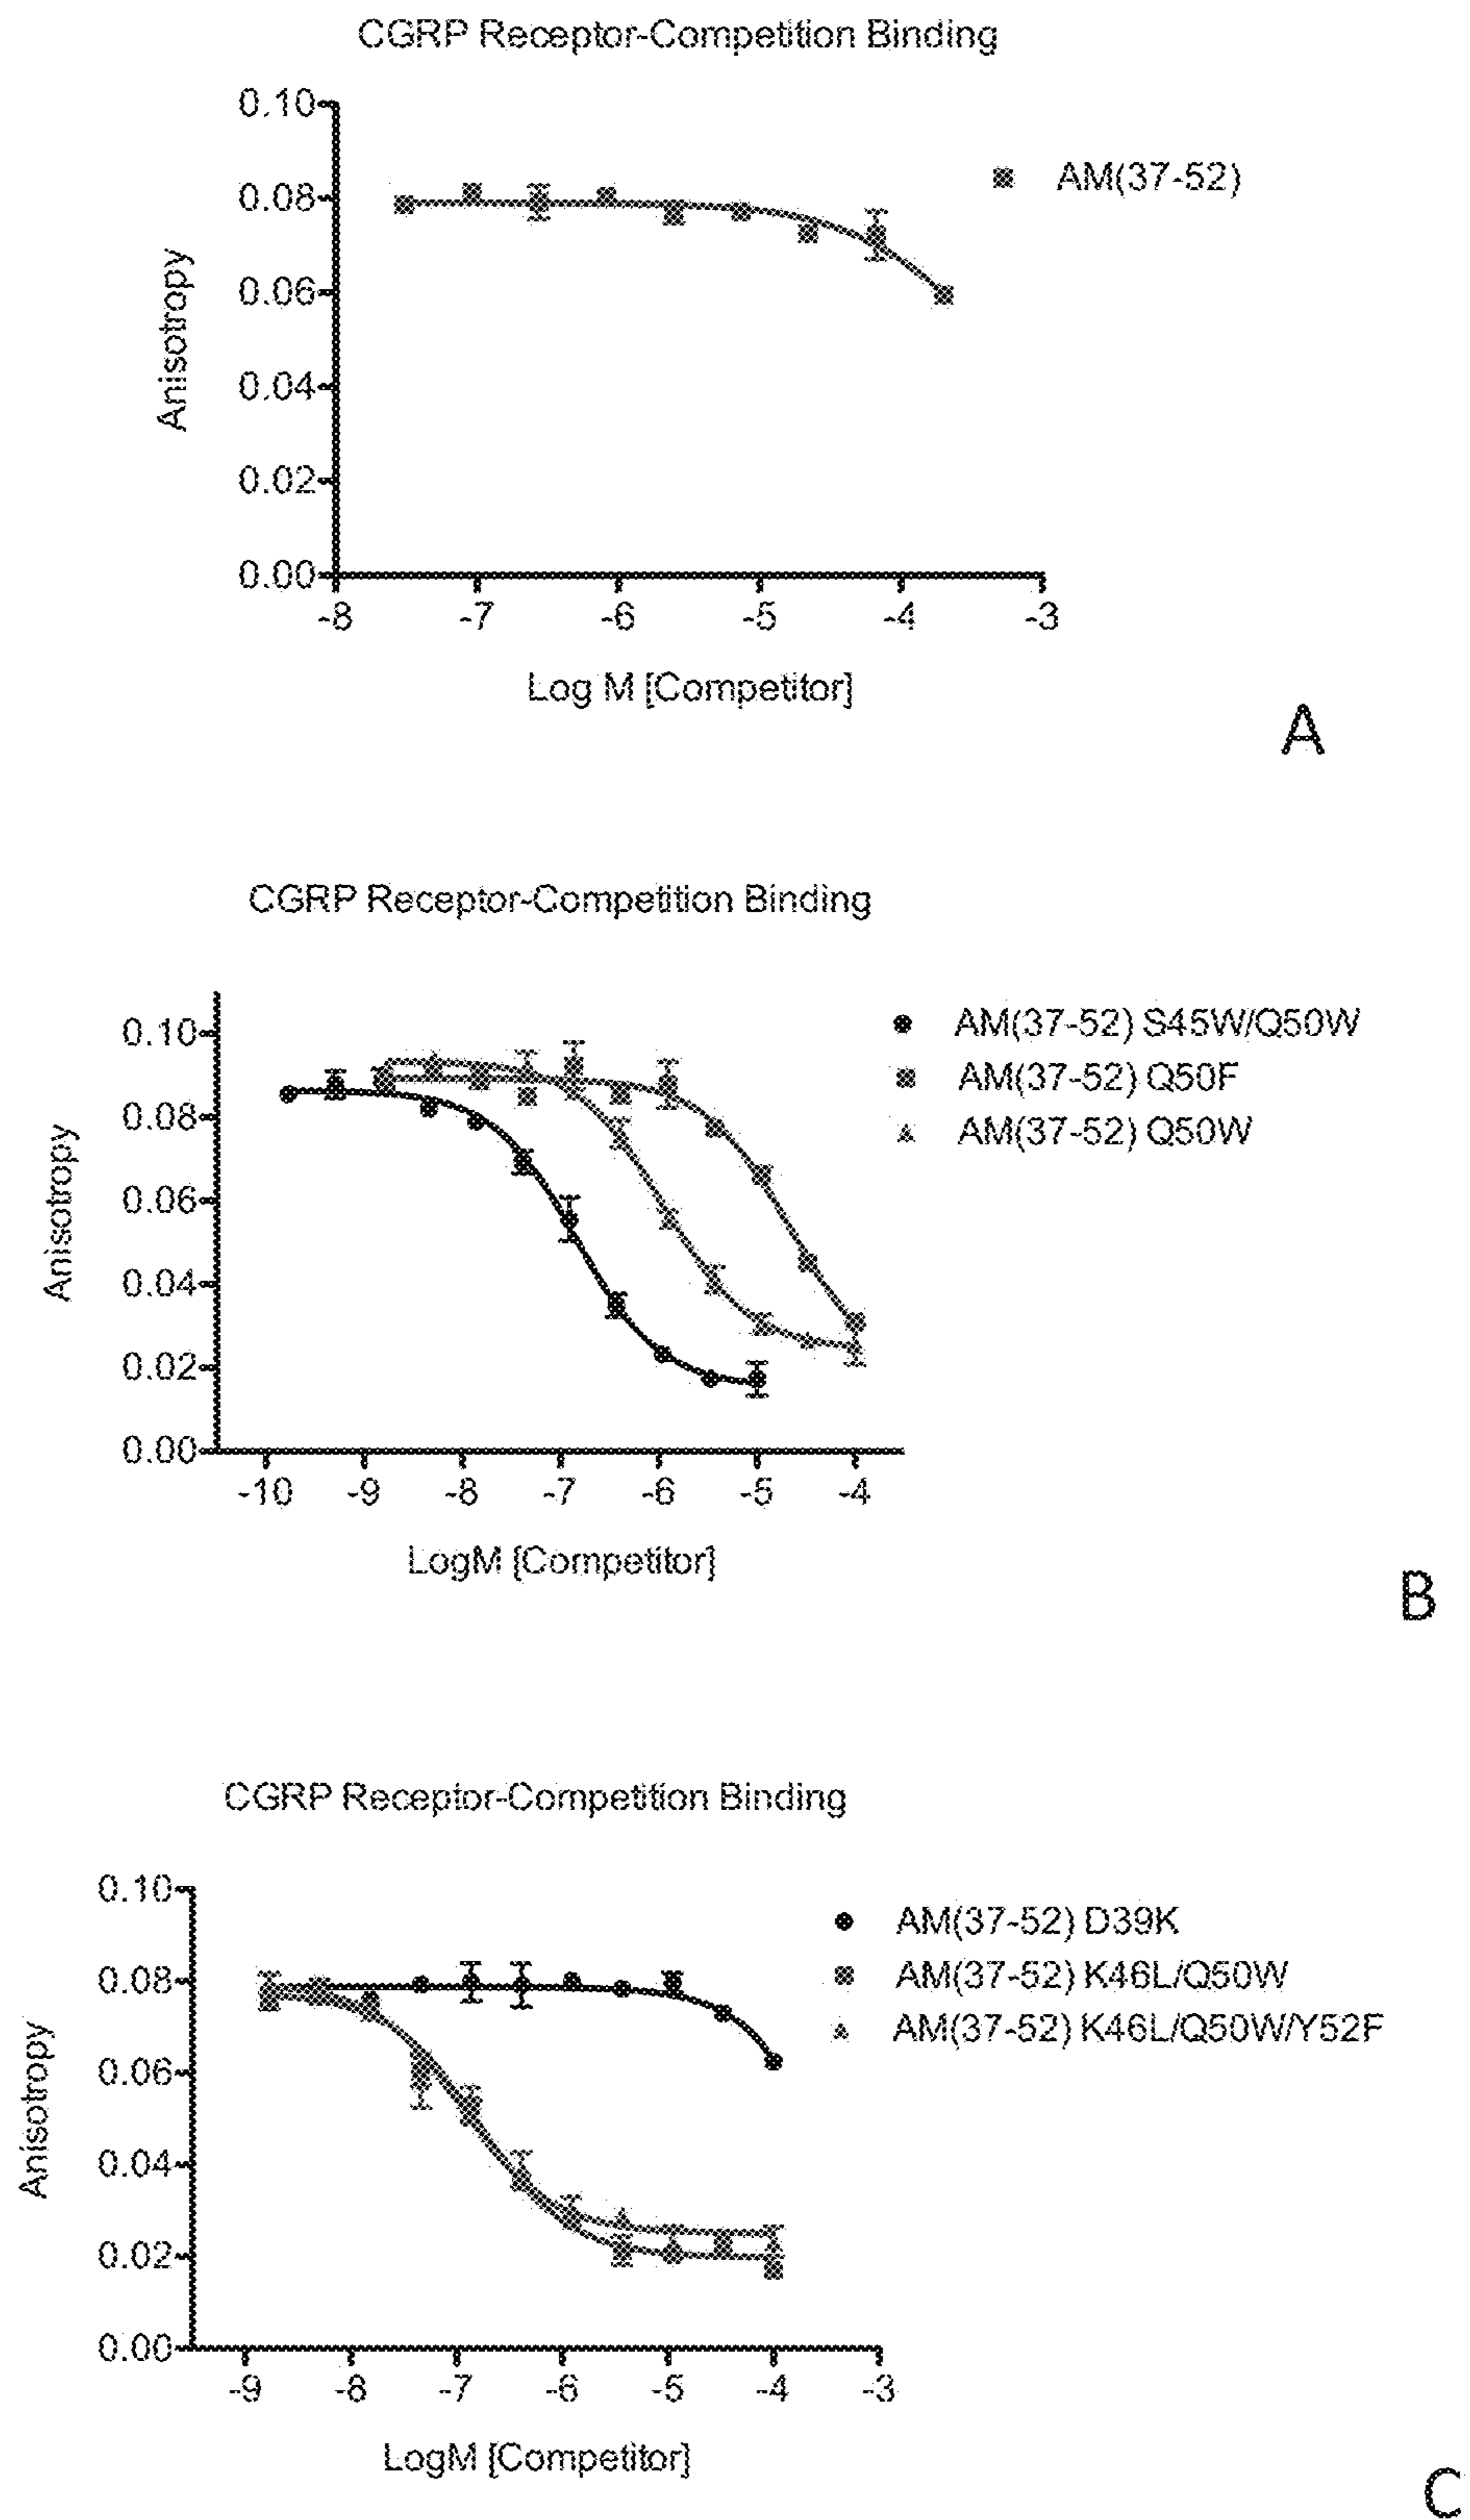 CGRP Receptor-Competition Binding
0.10
0.08
0.06
0.04
0.02
0.00
Anisotropy
AM(37-52)
-8 -7 -6 -5 -4 -3
Log M [Competitor]
A
CGRP Receptor-Competition Binding
0.10
0.08
0.06
0.04
0.02
0.00
Anisotropy
AM(37-52) S45W/Q50W
AM(37-52) Q50F
AM(37-52) Q50W
-10 -9 -8 -7 -6 -5 -4
LogM [Competitor]
B
CGRP Receptor-Competition Binding
0.10
0.08
0.06
0.04
0.02
0.00
Anisotropy
AM(37-52) D39K
AM(37-52) K46L/Q50W
AM(37-52) K46L/Q50W/Y52F
-9 -8 -7 -6 -5 -4 -3
LogM [Competitor]
C